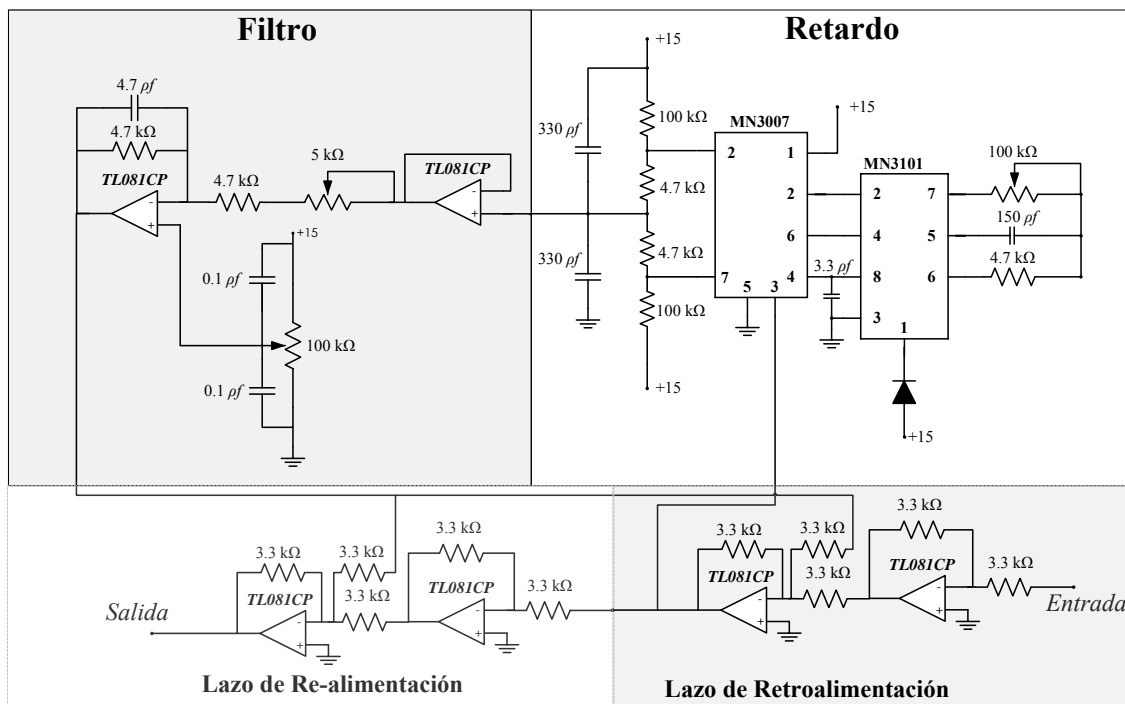 Filtro
Retardo
4.7 ρf
4.7 kΩ
TL081CP
4.7 kΩ
5 kΩ
TL081CP
+15
0.1 ρf
100 kΩ
0.1 ρf
+15
330 ρf
100 kΩ
4.7 kΩ
330 ρf
4.7 kΩ
100 kΩ
+15
MN3007
2
1
2
6
7
4
5
3
+15
MN3101
2
7
4
5
8
6
3
1
3.3 ρf
100 kΩ
150 ρf
4.7 kΩ
+15
Salida
3.3 kΩ
TL081CP
3.3 kΩ
3.3 kΩ
3.3 kΩ
TL081CP
3.3 kΩ
3.3 kΩ
TL081CP
3.3 kΩ
3.3 kΩ
3.3 kΩ
TL081CP
3.3 kΩ
Entrada
Lazo de Re-alimentación
Lazo de Retroalimentación
-
+
-
+
-
+
-
+
-
+
-
+